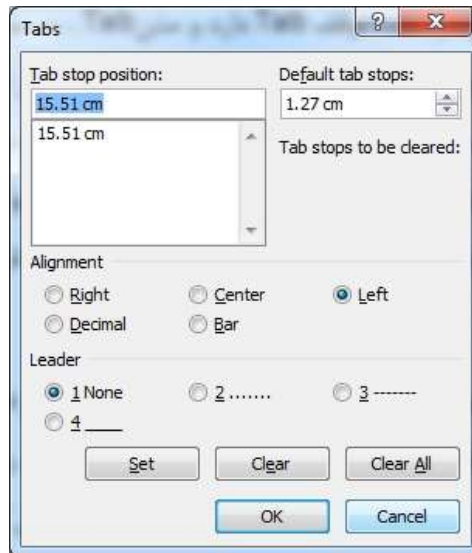 Tabs
Tab stop position:
Default tab stops:
15.51 cm
1.27 cm
15.51 cm
Tab stops to be cleared:
Alignment
Right Center Left
Decimal Bar
Leader
1 None 2 ....... 3 -------
4 ____
Set Clear Clear All
OK Cancel